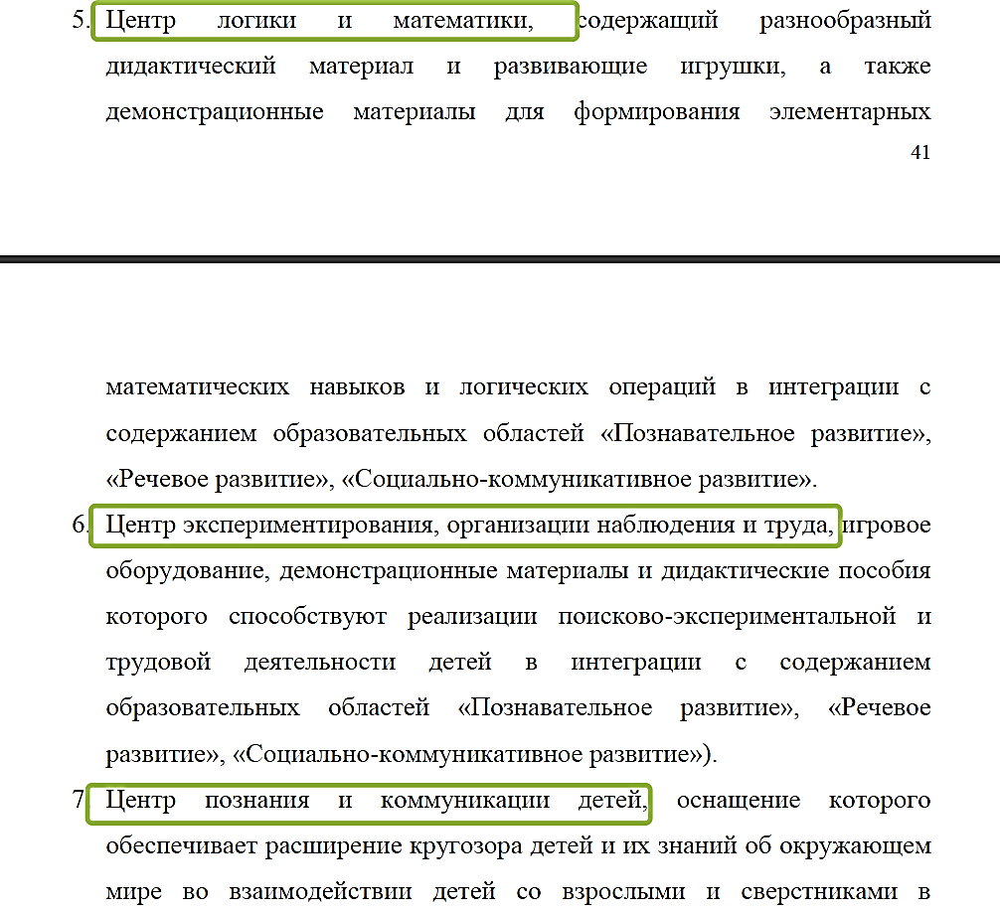 5. Центр логики и математики, содержащий разнообразный
дидактический материал и развивающие игрушки, а также
демонстрационные материалы для формирования элементарных
41
математических навыков и логических операций в интеграции с
содержанием образовательных областей «Познавательное развитие»,
«Речевое развитие», «Социально-коммуникативное развитие».
6. Центр экспериментирования, организации наблюдения и труда, игровое
оборудование, демонстрационные материалы и дидактические пособия
которого способствуют реализации поисково-экспериментальной и
трудовой деятельности детей в интеграции с содержанием
образовательных областей «Познавательное развитие», «Речевое
развитие», «Социально-коммуникативное развитие»).
7 Центр познания и коммуникации детей, оснащение которого
обеспечивает расширение кругозора детей и их знаний об окружающем
мире во взаимодействии детей со взрослыми и сверстниками в